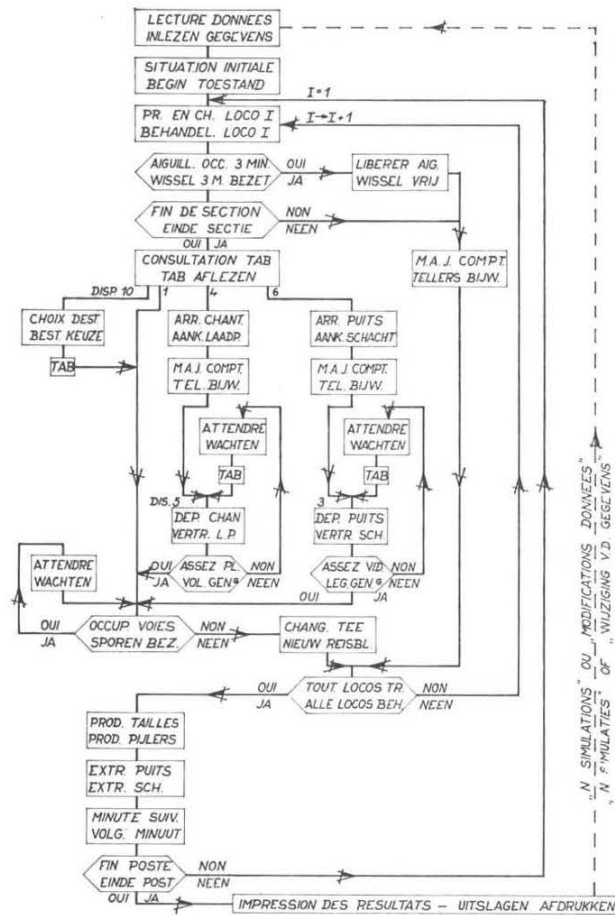 LECTURE DONNEES
INLEZEN GEGEVENS
SITUATION INITIALE
BEGIN TOESTAND
I=1
PR. EN CH. LOCO I
BEHANDEL. LOCO I
I→I+1
AIGUILL. OCC. 3 MIN.
WISSEL 3 M. BEZET
OUI
JA
LIBERER AIG.
WISSEL VRIJ
FIN DE SECTION
EINDE SECTIE
NON
NEEN
OUI JA
CONSULTATION TAB
TAB AFLEZEN
M.A.J. COMPT.
TELLERS BIJW.
DISP. 10
1
4
6
CHOIX DEST.
BEST. KEUZE
TAB
ARR. CHANT.
AANK. LAADP.
ARR. PUITS
AANK. SCHACHT
M.A.J. COMPT.
TEL. BIJW.
M.A.J. COMPT.
TEL. BIJW.
ATTENDRE
WACHTEN
ATTENDRE
WACHTEN
TAB
TAB
DIS. 5
3
DEP. CHAN
VERTR. L.P.
DEP. PUITS
VERTR. SCH.
OUI
JA
ASSEZ PL.
VOL. GEN⁹
NON
NEEN
ASSEZ VID.
LEG. GEN⁹
NON
NEEN
OUI
JA
ATTENDRE
WACHTEN
OUI
JA
OCCUP VOIES
SPOREN BEZ.
NON
NEEN
CHANG. TEE
NIEUW REISBL.
OUI
JA
TOUT LOCOS TR.
ALLE LOCOS BEH.
NON
NEEN
PROD. TAILLES
PROD. PIJLERS
EXTR. PUITS
EXTR. SCH.
MINUTE SUIV.
VOLG. MINUUT
FIN POSTE
EINDE POST
NON
NEEN
OUI JA
IMPRESSION DES RESULTATS - UITSLAGEN AFDRUKKEN
„N SIMULATIONS" OU „MODIFICATIONS DONNEES"
„N SIMULATIES" OF „WIJZIGING V.D. GEGEVENS"